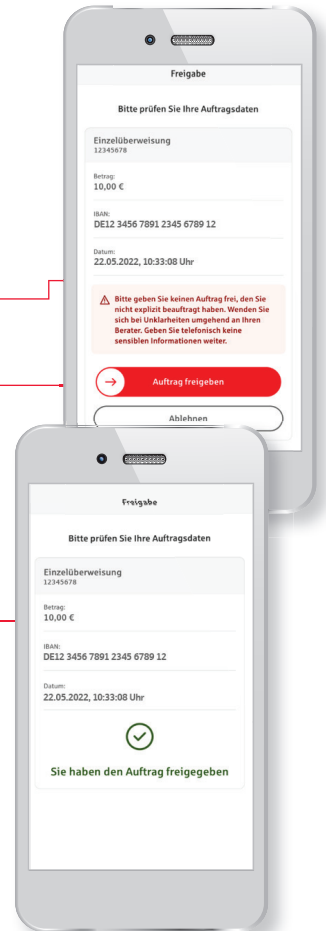 Freigabe
Bitte prüfen Sie Ihre Auftragsdaten
Einzelüberweisung
12345678
Betrag:
10,00 €
IBAN:
DE12 3456 7891 2345 6789 12
Datum:
22.05.2022, 10:33:08 Uhr
Bitte geben Sie keinen Auftrag frei, den Sie
nicht explizit beauftragt haben. Wenden Sie
sich bei Unklarheiten umgehend an Ihren
Berater. Geben Sie telefonisch keine
sensiblen Informationen weiter.
Auftrag freigeben
Ablehnen
Freigabe
Bitte prüfen Sie Ihre Auftragsdaten
Einzelüberweisung
12345678
Betrag:
10,00 €
IBAN:
DE12 3456 7891 2345 6789 12
Datum:
22.05.2022, 10:33:08 Uhr
Sie haben den Auftrag freigegeben